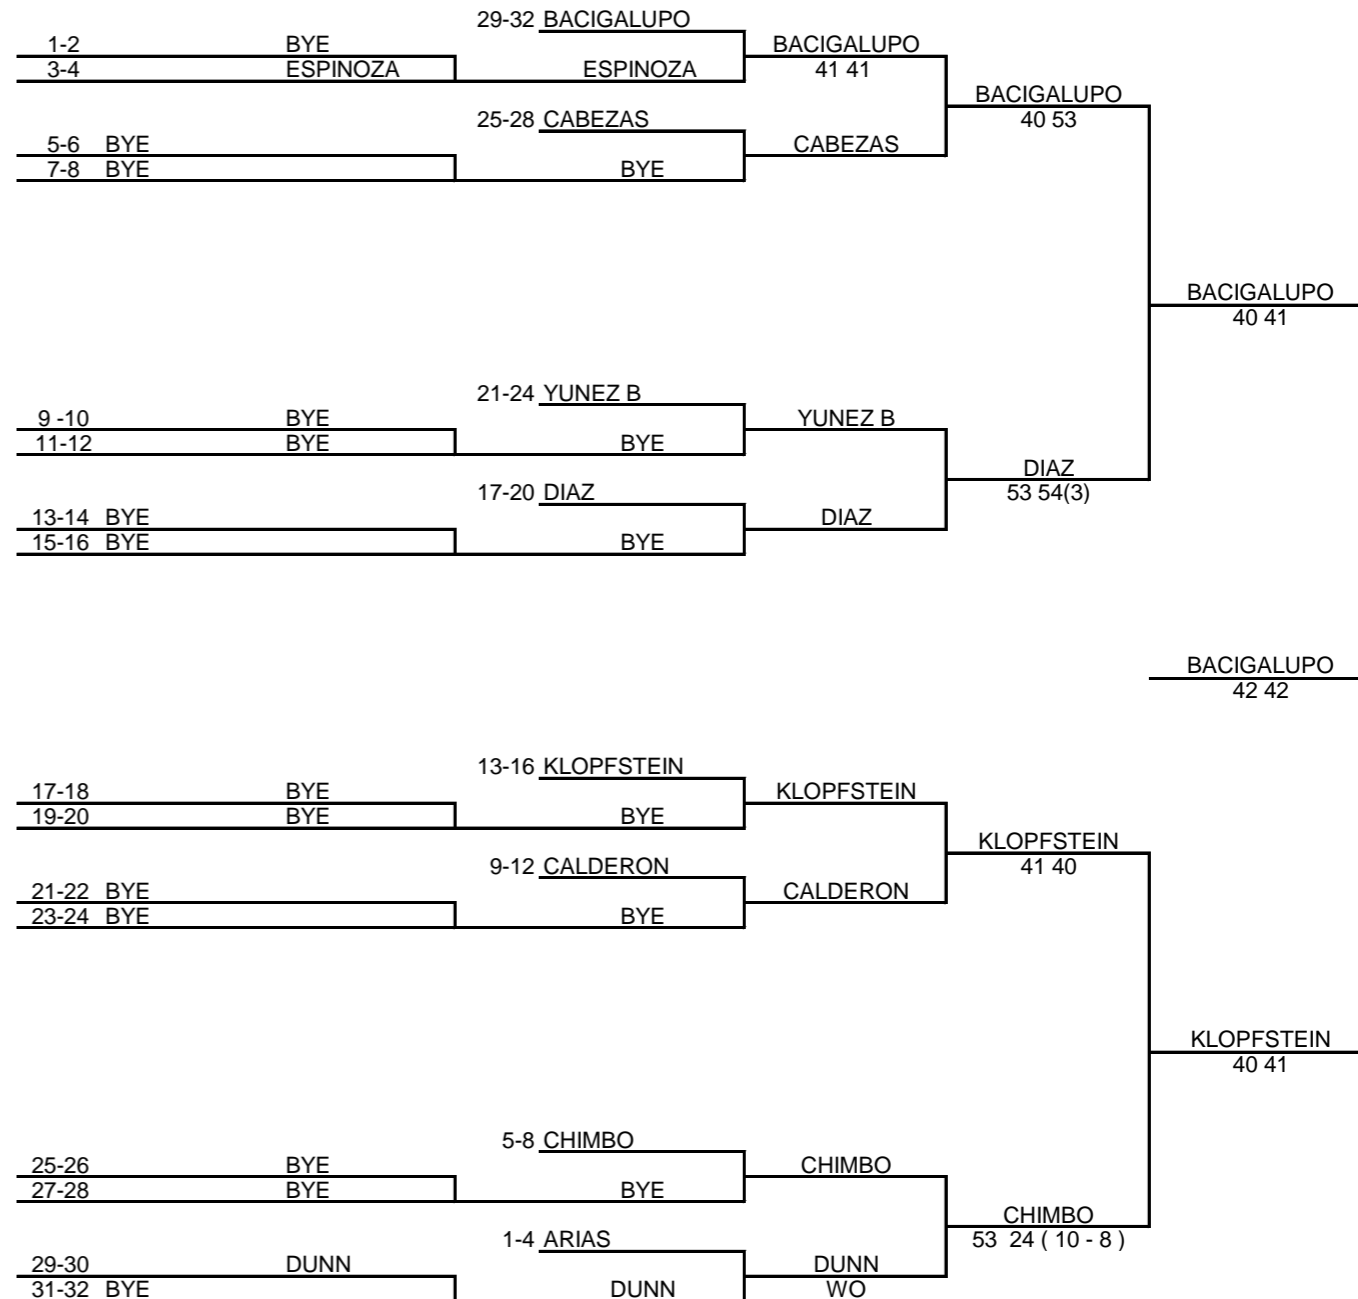 29-32 BACIGALUPO
1-2 BYE BACIGALUPO
3-4 ESPINOZA ESPINOZA 41 41
BACIGALUPO
25-28 CABEZAS 40 53
5-6 BYE CABEZAS
7-8 BYE BYE
BACIGALUPO
40 41
21-24 YUNEZ B
9 -10 BYE YUNEZ B
11-12 BYE BYE
DIAZ
17-20 DIAZ 53 54(3)
13-14 BYE DIAZ
15-16 BYE BYE
BACIGALUPO
42 42
13-16 KLOPFSTEIN
17-18 BYE KLOPFSTEIN
19-20 BYE BYE
KLOPFSTEIN
9-12 CALDERON 41 40
21-22 BYE CALDERON
23-24 BYE BYE
KLOPFSTEIN
40 41
5-8 CHIMBO
25-26 BYE CHIMBO
27-28 BYE BYE
CHIMBO
1-4 ARIAS 53 24 ( 10 - 8 )
29-30 DUNN DUNN
31-32 BYE DUNN WO